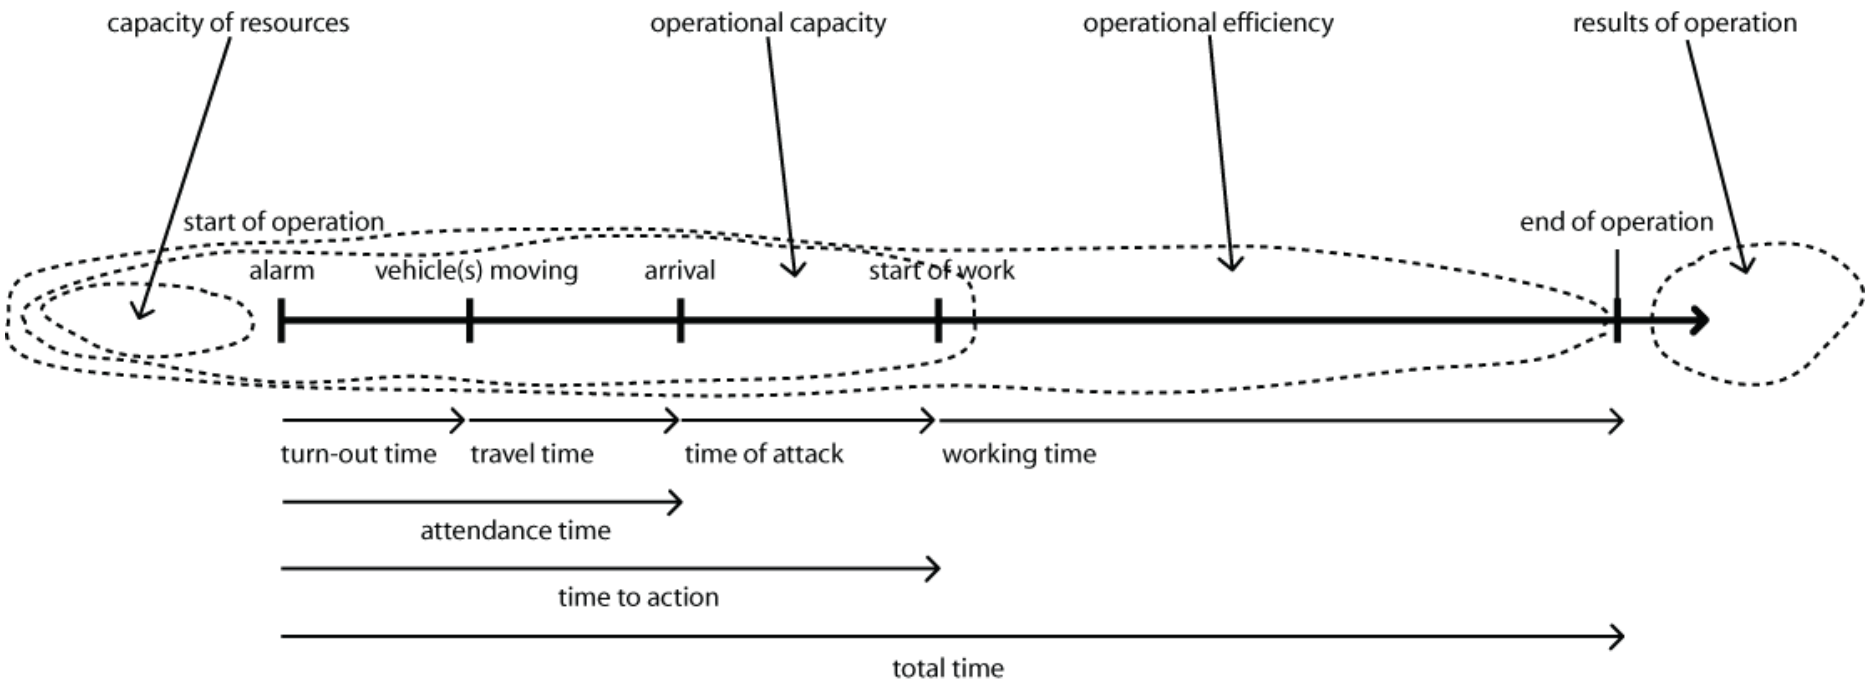 capacity of resources
operational capacity
operational efficiency
results of operation
start of operation
end of operation
alarm
vehicle(s) moving
arrival
start of work
turn-out time
travel time
time of attack
working time
attendance time
time to action
total time